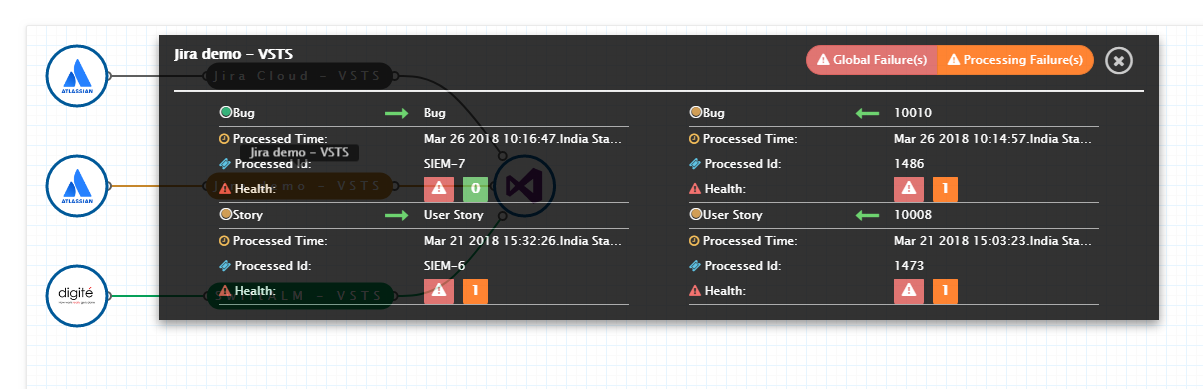 Jira demo – VSTS
Global Failure(s) Processing Failure(s)
ATLASSIAN
Jira Cloud – VSTS
Bug Bug
Processed Time: Mar 26 2018 10:16:47.India Sta...
Jira demo – VSTS
Processed Id: SIEM-7
Health: 0
Story User Story
Processed Time: Mar 21 2018 15:32:26.India Sta...
Processed Id: SIEM-6
Health: 1
Bug 10010
Processed Time: Mar 26 2018 10:14:57.India Sta...
Processed Id: 1486
Health: 1
User Story 10008
Processed Time: Mar 21 2018 15:03:23.India Sta...
Processed Id: 1473
Health: 1
ATLASSIAN
demo – VSTS
digité
SwiftALM – VSTS